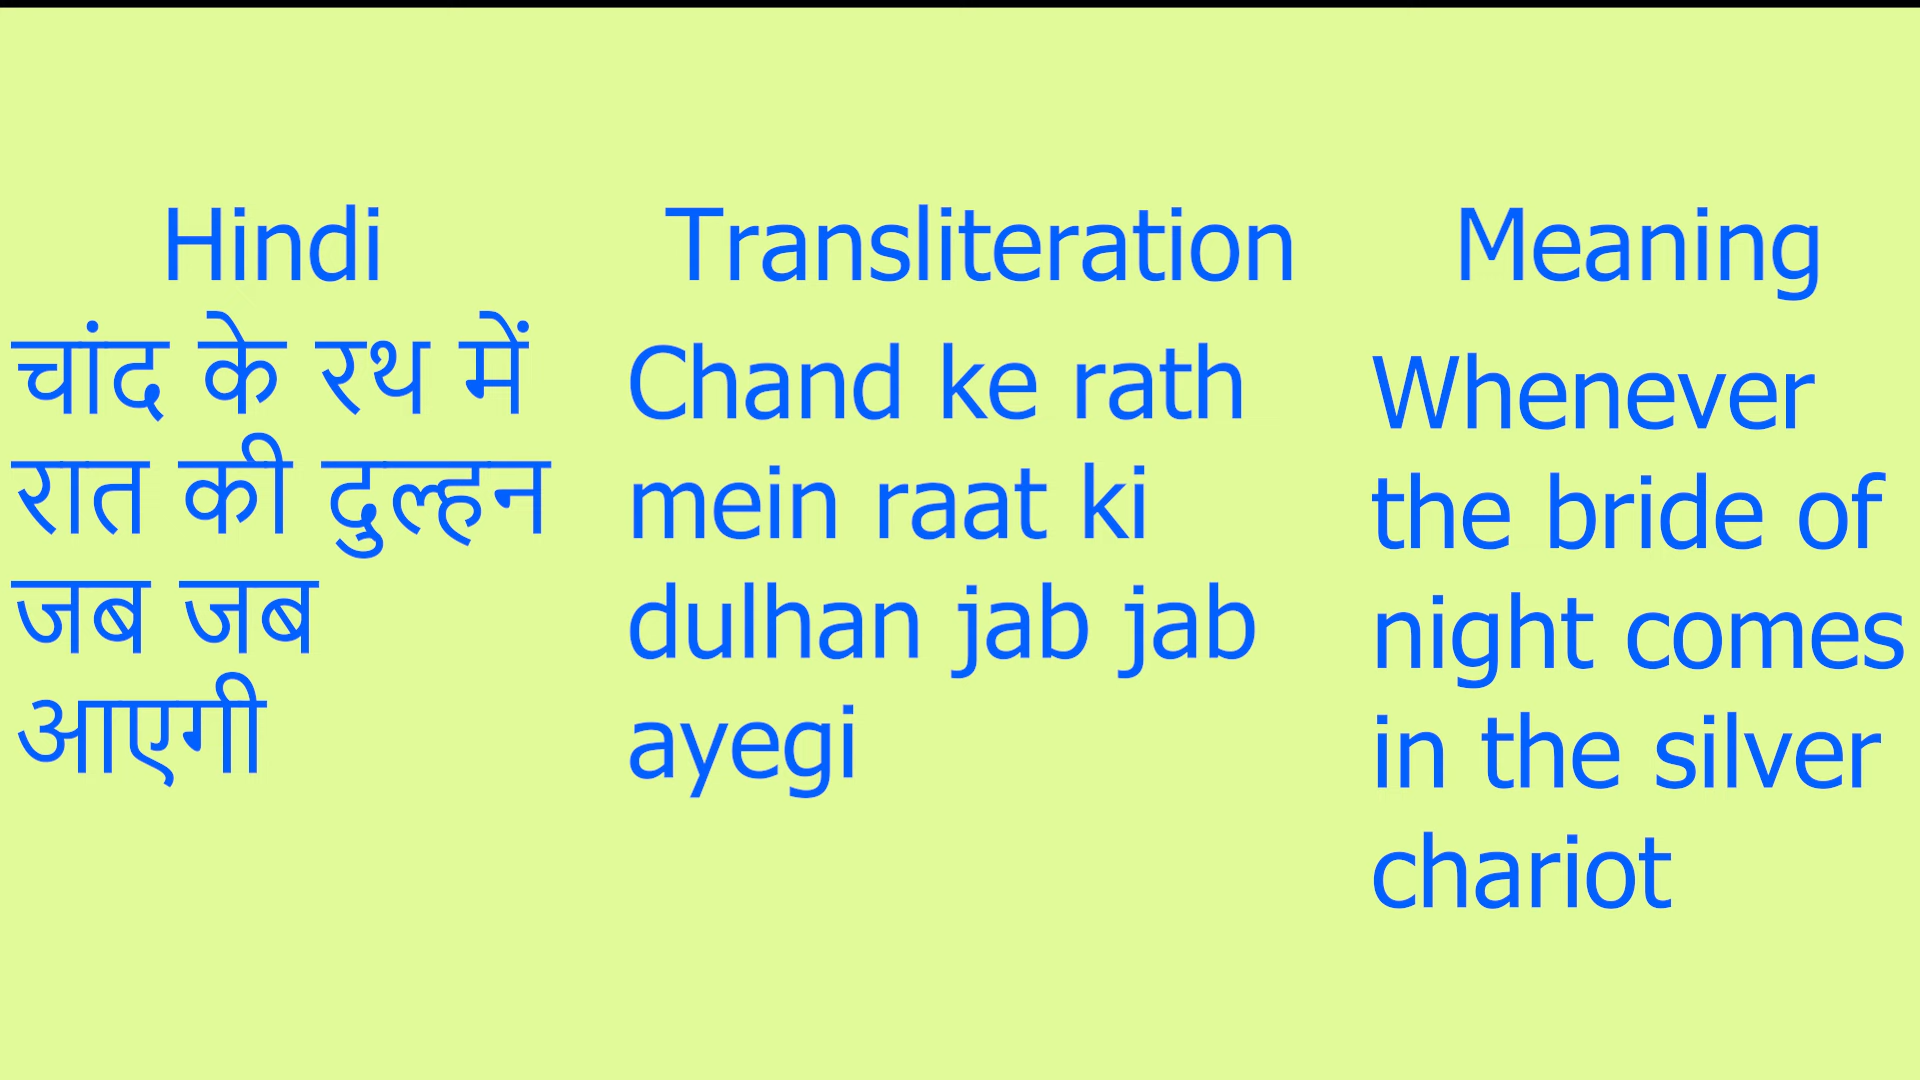 Hindi
चांद के रथ में
रात की दुल्हन
जब जब
आएगी
Transliteration
Chand ke rath
mein raat ki
dulhan jab jab
ayegi
Meaning
Whenever
the bride of
night comes
in the silver
chariot